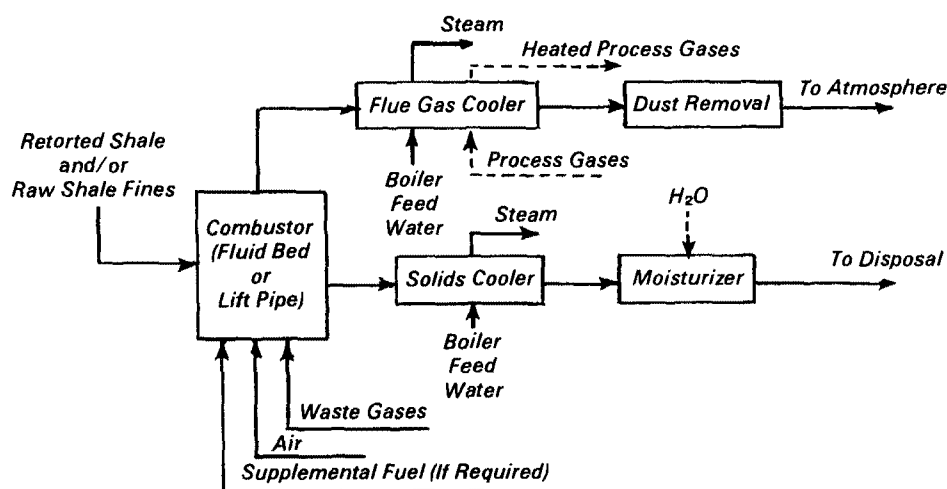 Steam
Heated Process Gases
Flue Gas Cooler
Dust Removal
To Atmosphere
Retorted Shale
and/or
Raw Shale Fines
Process Gases
Boiler
Feed
Water
Steam
H₂O
Combustor
(Fluid Bed
or
Lift Pipe)
Solids Cooler
Moisturizer
To Disposal
Boiler
Feed
Water
Waste Gases
Air
Supplemental Fuel (If Required)